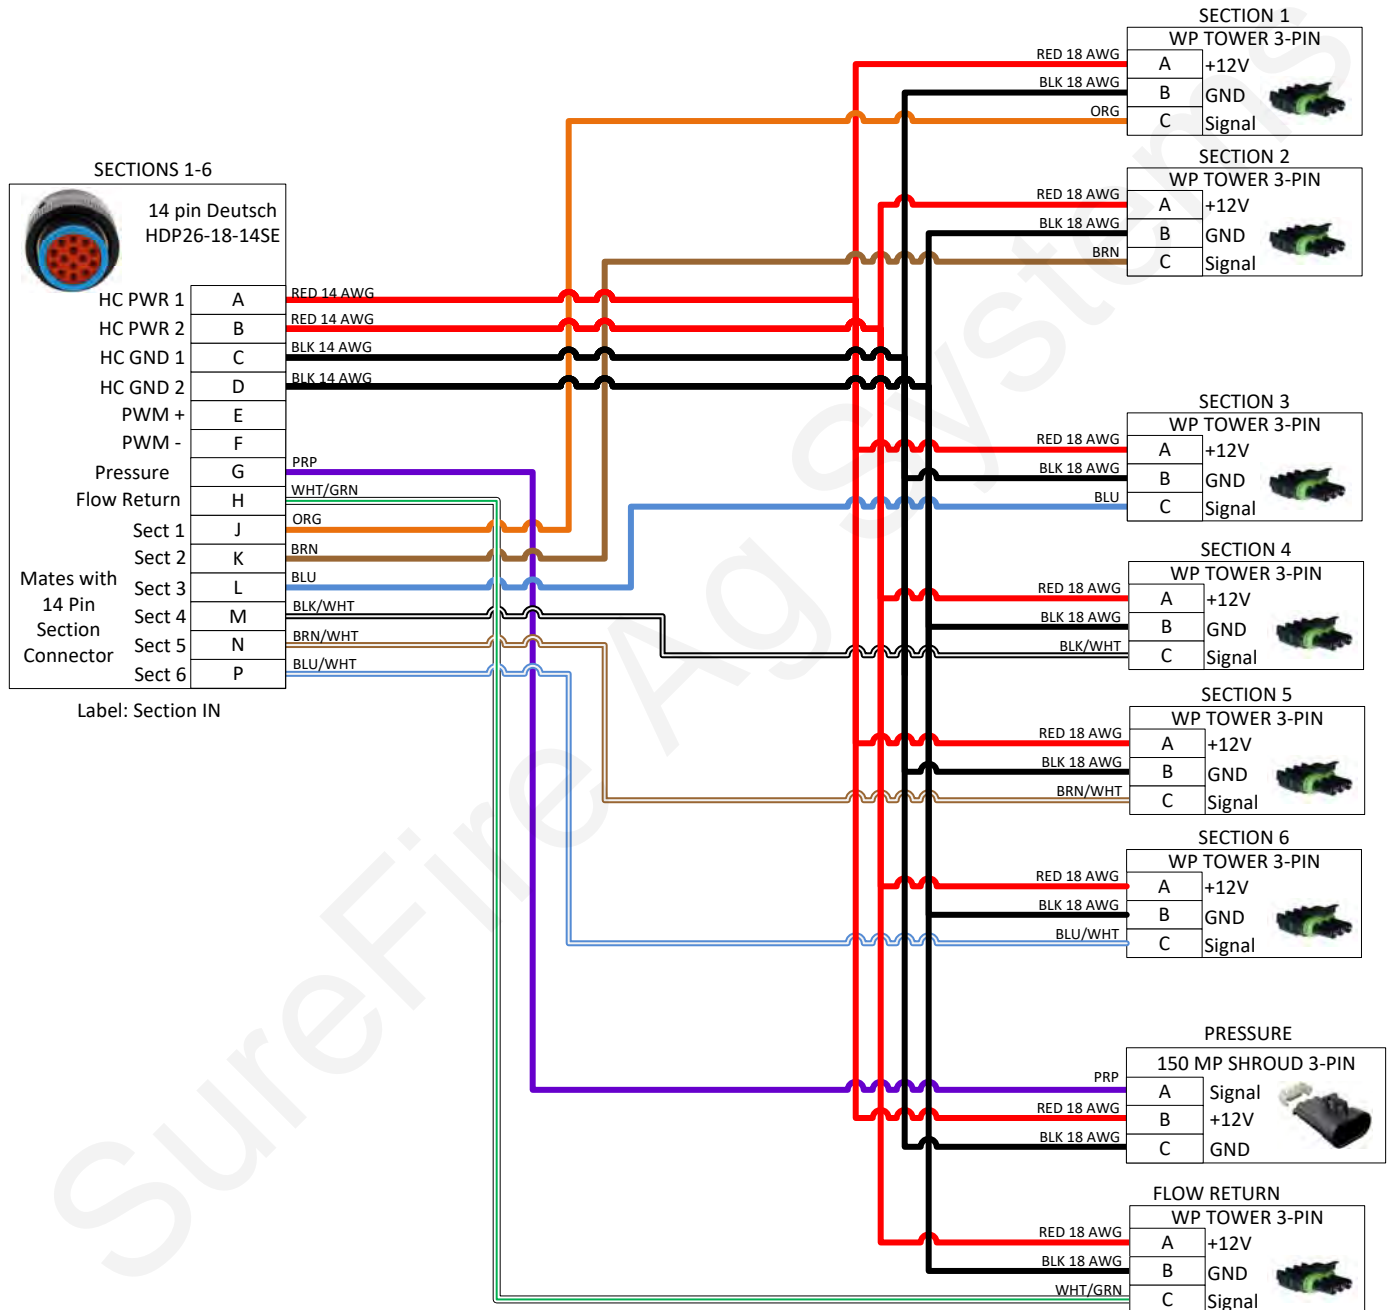 SECTIONS 1-6
14 pin Deutsch
HDP26-18-14SE
HC PWR 1 A RED 14 AWG
HC PWR 2 B RED 14 AWG
HC GND 1 C BLK 14 AWG
HC GND 2 D BLK 14 AWG
PWM + E
PWM - F
Pressure G PRP
Flow Return H WHT/GRN
Sect 1 J ORG
Sect 2 K BRN
Sect 3 L BLU
Sect 4 M BLK/WHT
Sect 5 N BRN/WHT
Sect 6 P BLU/WHT
Mates with
14 Pin
Section
Connector
Label: Section IN
SECTION 1
WP TOWER 3-PIN
RED 18 AWG A +12V
BLK 18 AWG B GND
ORG C Signal
SECTION 2
WP TOWER 3-PIN
RED 18 AWG A +12V
BLK 18 AWG B GND
BRN C Signal
SECTION 3
WP TOWER 3-PIN
RED 18 AWG A +12V
BLK 18 AWG B GND
BLU C Signal
SECTION 4
WP TOWER 3-PIN
RED 18 AWG A +12V
BLK 18 AWG B GND
BLK/WHT C Signal
SECTION 5
WP TOWER 3-PIN
RED 18 AWG A +12V
BLK 18 AWG B GND
BRN/WHT C Signal
SECTION 6
WP TOWER 3-PIN
RED 18 AWG A +12V
BLK 18 AWG B GND
BLU/WHT C Signal
PRESSURE
150 MP SHROUD 3-PIN
PRP A Signal
RED 18 AWG B +12V
BLK 18 AWG C GND
FLOW RETURN
WP TOWER 3-PIN
RED 18 AWG A +12V
BLK 18 AWG B GND
WHT/GRN C Signal
SureFire Ag Systems